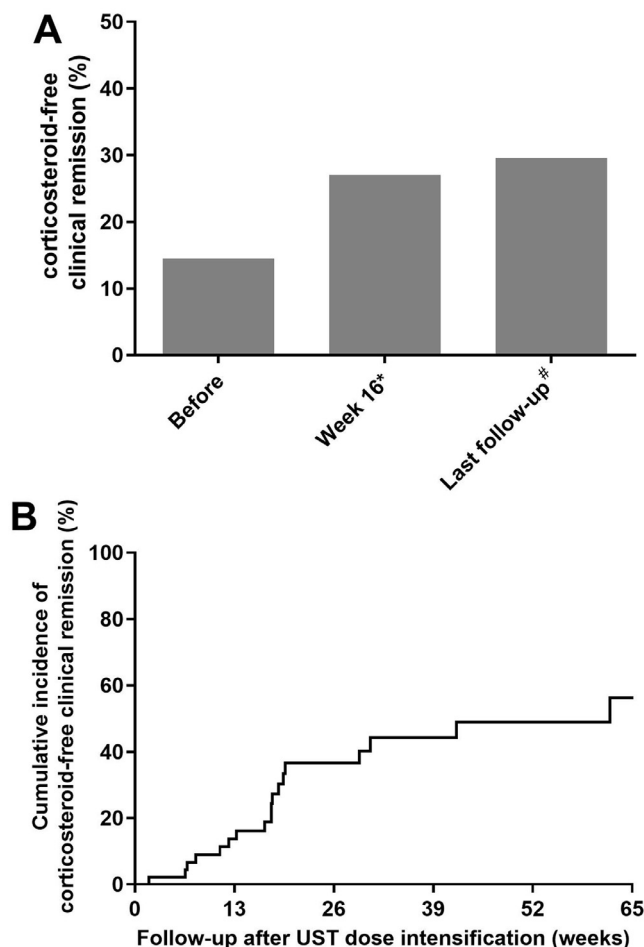 A
corticosteroid-free
clinical remission (%)
50
40
30
20
10
0
Before
Week 16*
Last follow-up#
B
Cumulative incidence of
corticosteroid-free clinical remission (%)
100
80
60
40
20
0
0 13 26 39 52 65
Follow-up after UST dose intensification (weeks)